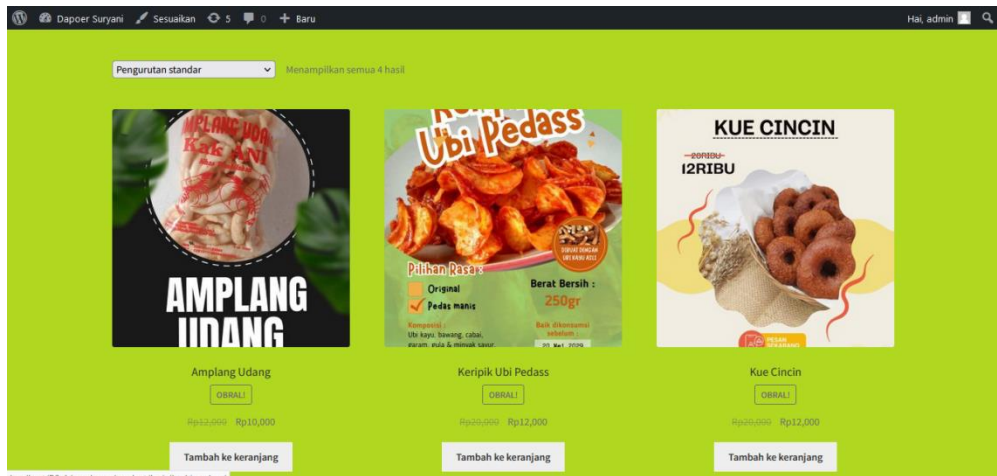 Dapoer Suryani Sesuaikan 5 0 + Baru Hai, admin
Pengurutan standar Menampilkan semua 4 hasil
Kak ANI
AMPLANG
UDANG
Ubi Pedass
Pilihan Rasa :
Original
Pedas manis
Komposisi :
Ubi kayu, bawang, cabai,
garam, gula & minyak sayur
Berat Bersih :
250gr
Baik dikonsumsi
sebelum :
KUE CINCIN
20RIBU
12RIBU
PESAN
SEKARANG
Amplang Udang
OBRAL!
Rp12,000 Rp10,000
Tambah ke keranjang
Keripik Ubi Pedass
OBRAL!
Rp20,000 Rp12,000
Tambah ke keranjang
Kue Cincin
OBRAL!
Rp20,000 Rp12,000
Tambah ke keranjang